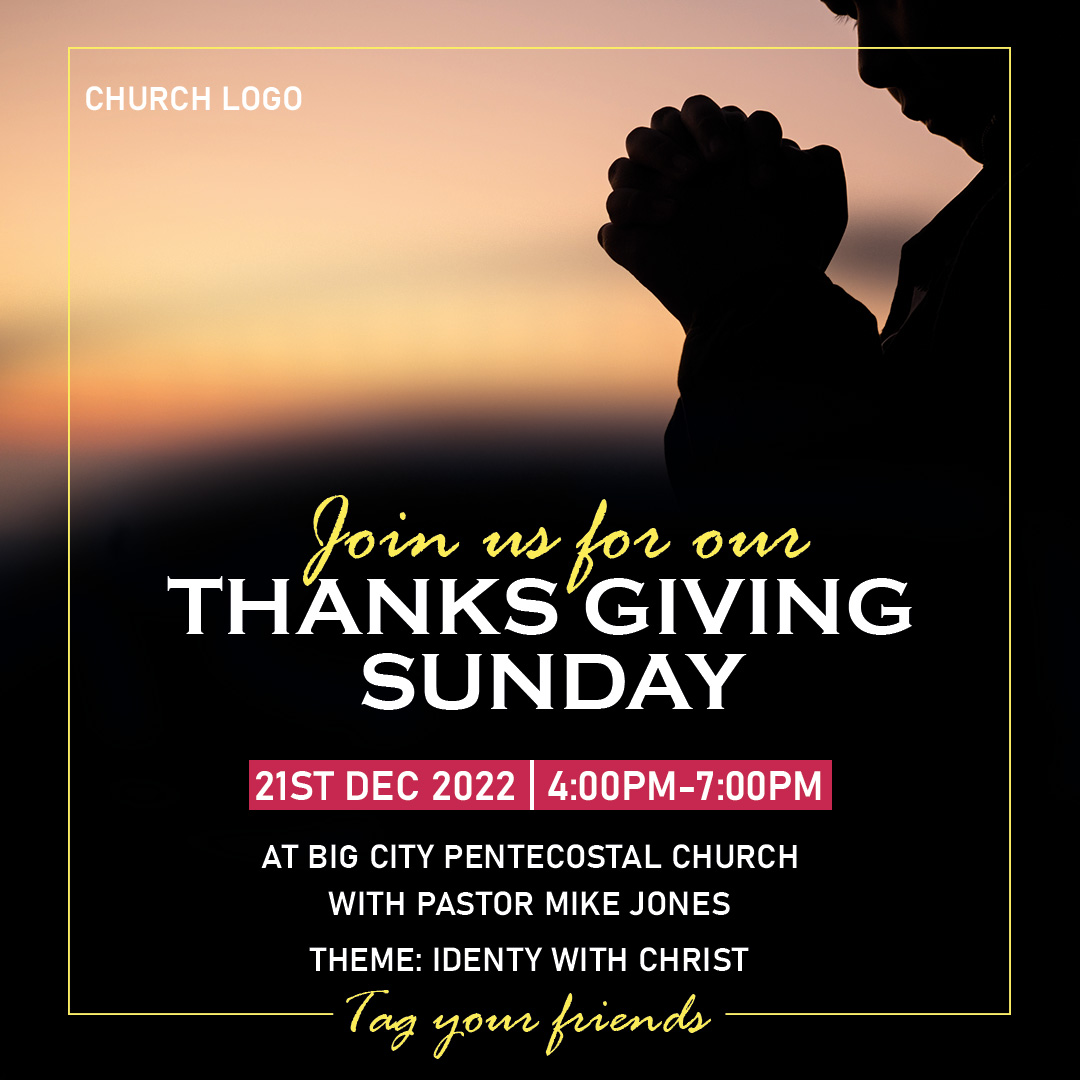 CHURCH LOGO
Join us for our
THANKS GIVING
SUNDAY
21ST DEC 2022 | 4:00PM-7:00PM
AT BIG CITY PENTECOSTAL CHURCH
WITH PASTOR MIKE JONES
THEME: IDENTY WITH CHRIST
Tag your friends